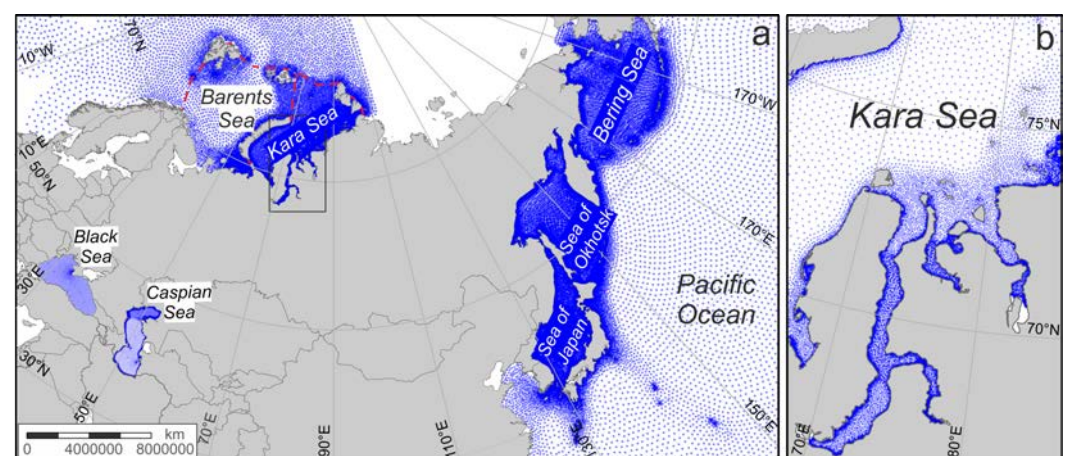 a
70°N
10°W
Barents
Sea
Kara Sea
Bering Sea
170°W
10°E
50°N
Sea of
Okhotsk
170°E
Black
Sea
30°E
Caspian
Sea
Pacific
Ocean
Sea of
Japan
30°N
50°E
70°E
90°E
110°E
130°E
150°E
km
0 4000000 8000000
b
Kara Sea
75°N
70°N
70°E
80°E